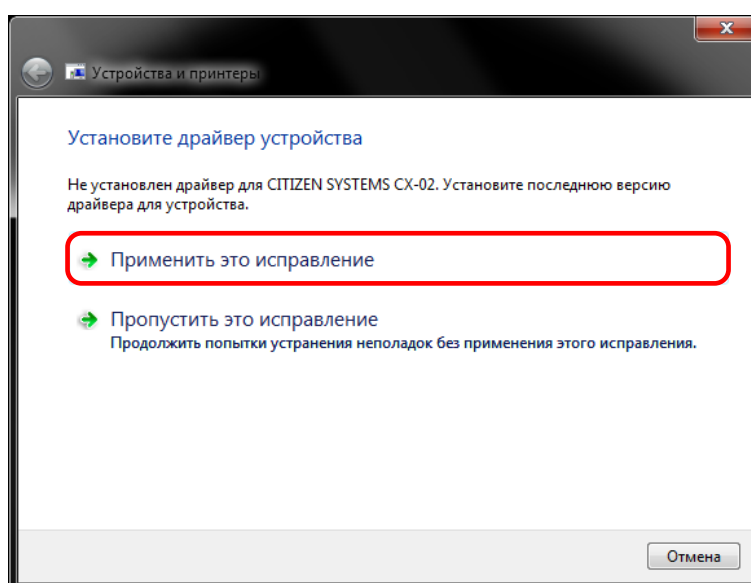 x
Устройства и принтеры
Установите драйвер устройства
Не установлен драйвер для CITIZEN SYSTEMS CX-02. Установите последнюю версию
драйвера для устройства.
Применить это исправление
Пропустить это исправление
Продолжить попытки устранения неполадок без применения этого исправления.
Отмена